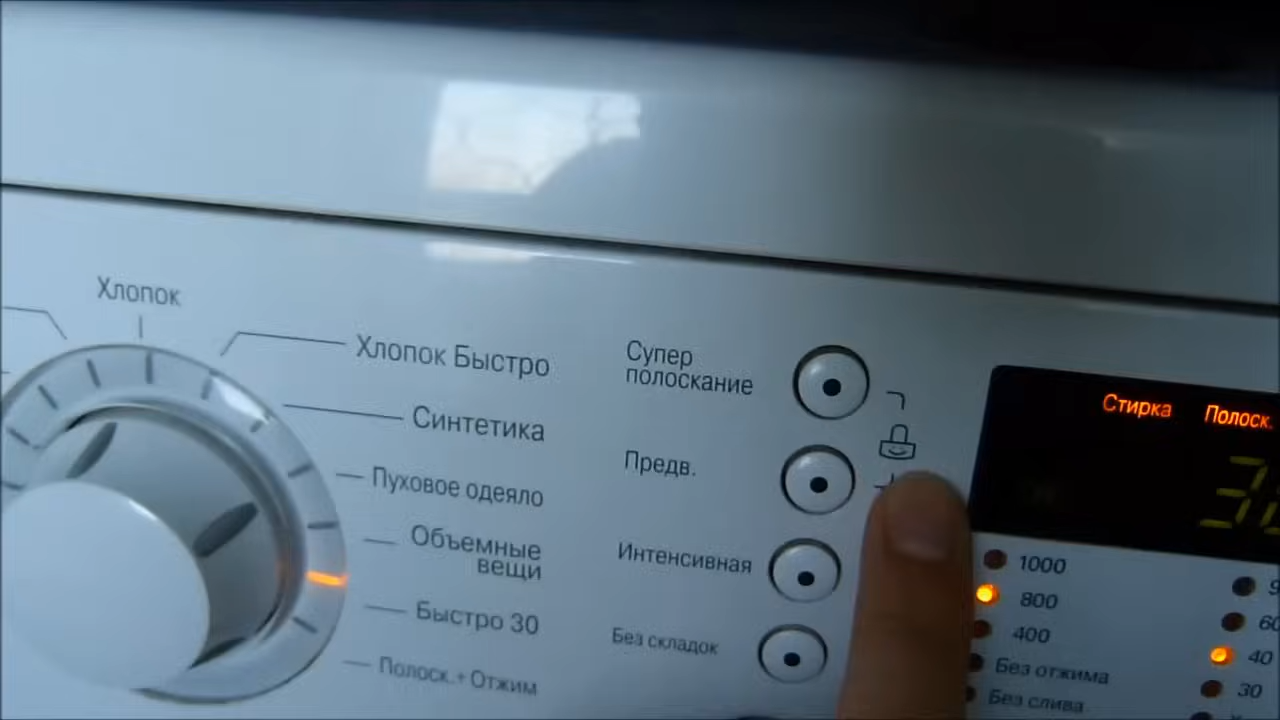 Хлопок
Хлопок Быстро
Синтетика
Пуховое одеяло
Объемные
вещи
Быстро 30
Полоск.+ Отжим
Супер
полоскание
Предв.
Интенсивная
Без складок
Стирка Полоск.
1000
800
400
Без отжима
Без слива
60
40
30